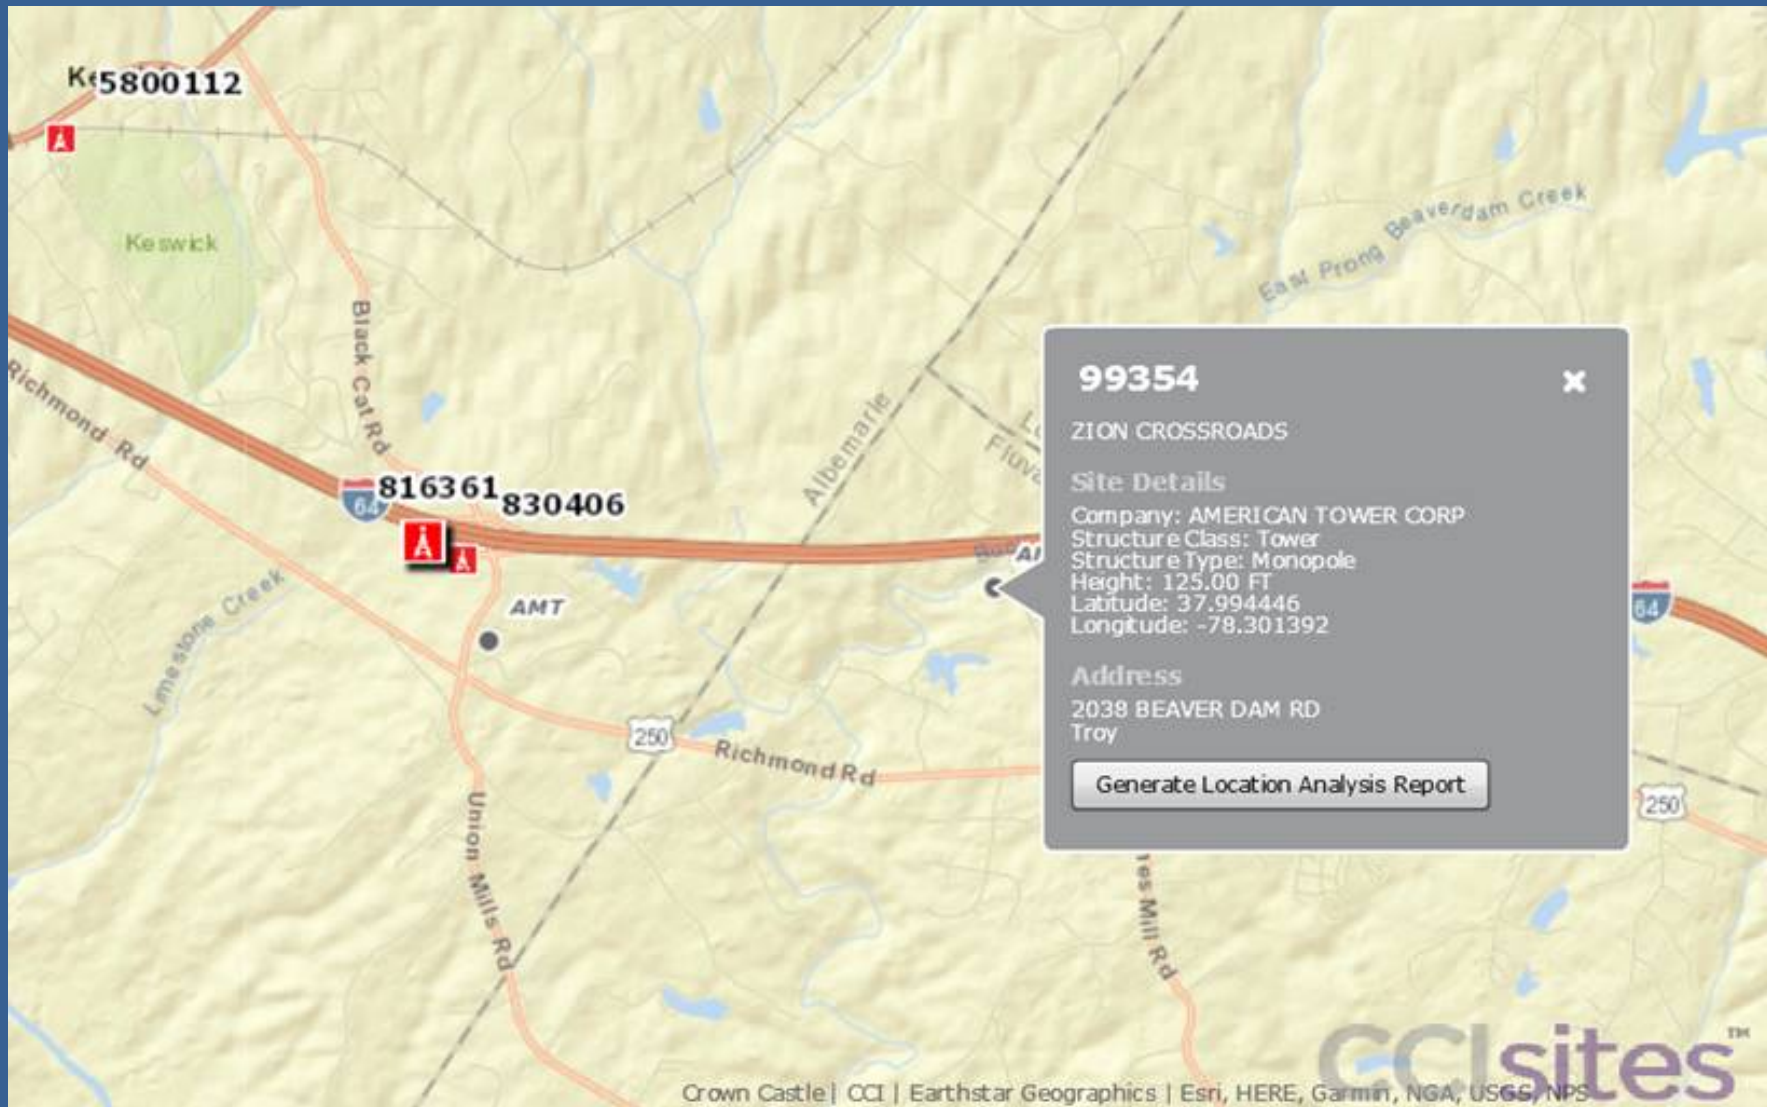 5800112
Keswick
Black Cat Rd
Richmond Rd
64
816361
830406
Limestone Creek
AMT
Albemarle
East Prong Beaverdam Creek
99354
ZION CROSSROADS
Site Details
Company: AMERICAN TOWER CORP
Structure Class: Tower
Structure Type: Monopole
Height: 125.00 FT
Latitude: 37.994446
Longitude: -78.301392
Address
2038 BEAVER DAM RD
Troy
Generate Location Analysis Report
64
250
Richmond Rd
250
Union Mills Rd
Mill Rd
CCIsites™
Crown Castle | CCI | Earthstar Geographics | Esri, HERE, Garmin, NGA, USGS, NPS